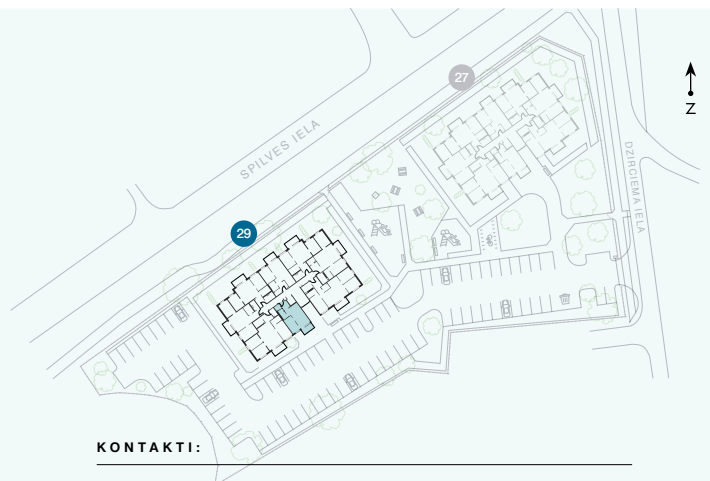 27
Z
SPILVES IELA
DZIRCIEMA IELA
29
KONTAKTI: